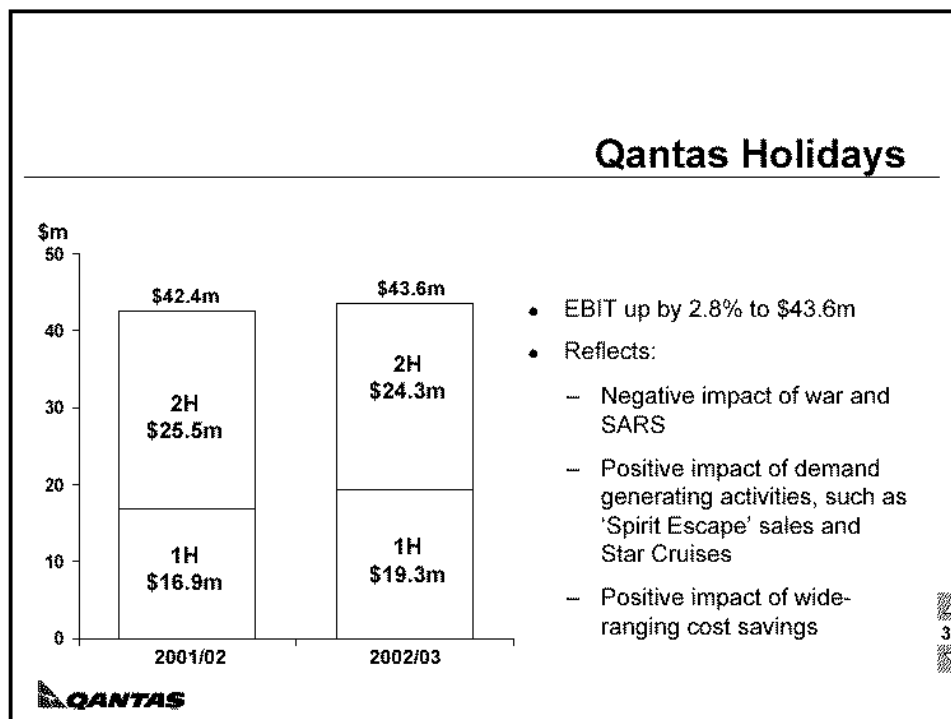 Qantas Holidays
$m
50
40
30
20
10
0
$42.4m
2H
$25.5m
1H
$16.9m
2001/02
$43.6m
2H
$24.3m
1H
$19.3m
2002/03
• EBIT up by 2.8% to $43.6m
• Reflects:
– Negative impact of war and
SARS
– Positive impact of demand
generating activities, such as
‘Spirit Escape’ sales and
Star Cruises
– Positive impact of wide-
ranging cost savings
3
QANTAS